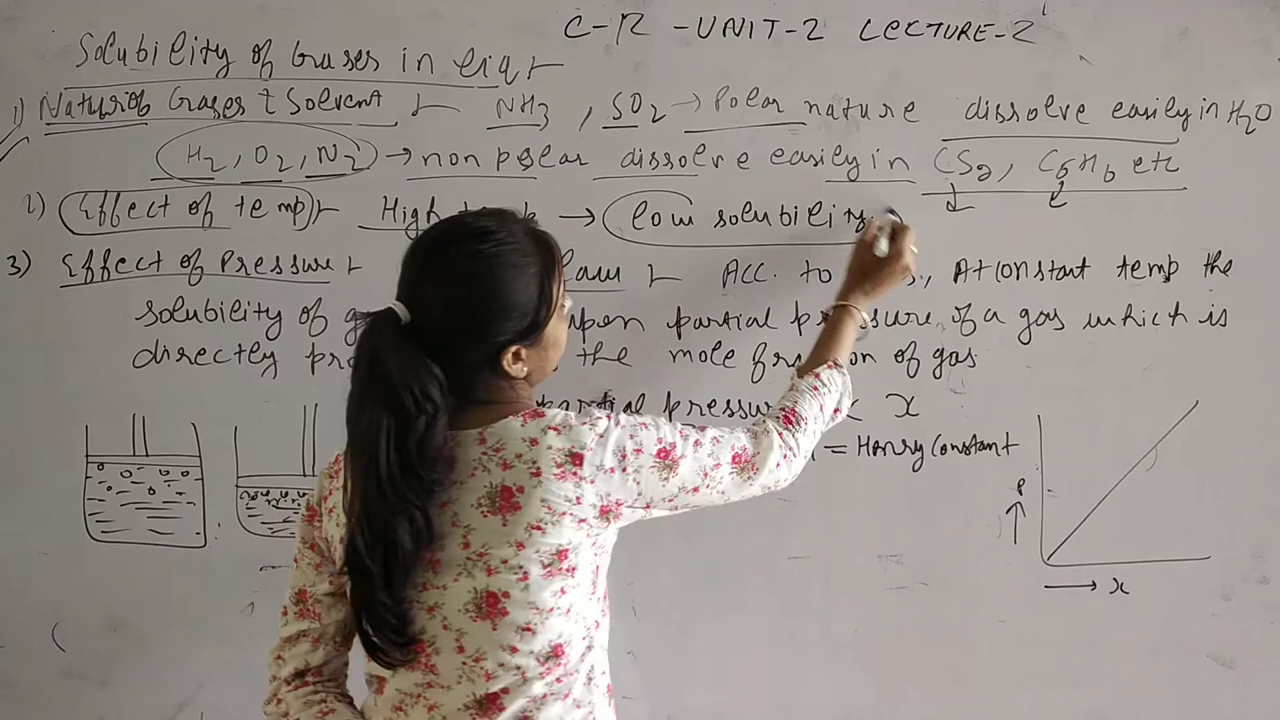 C-R -UNIT-2 LECTURE-2
Solubility of Gases in liq
1) Nature of Gases & Solvent NH3, SO2 → Polar nature dissolve easily in H2O
H2, O2, N2 → non polar dissolve easily in CS2, C6H6 etc
2) Effect of temp High → low solubility
3) Effect of Pressure law Acc. to At constant temp the
solubility of upon partial pressure of a gas which is
directly the mole fraction of gas
partial pressure x
= Henry Constant
P
↑
→ x